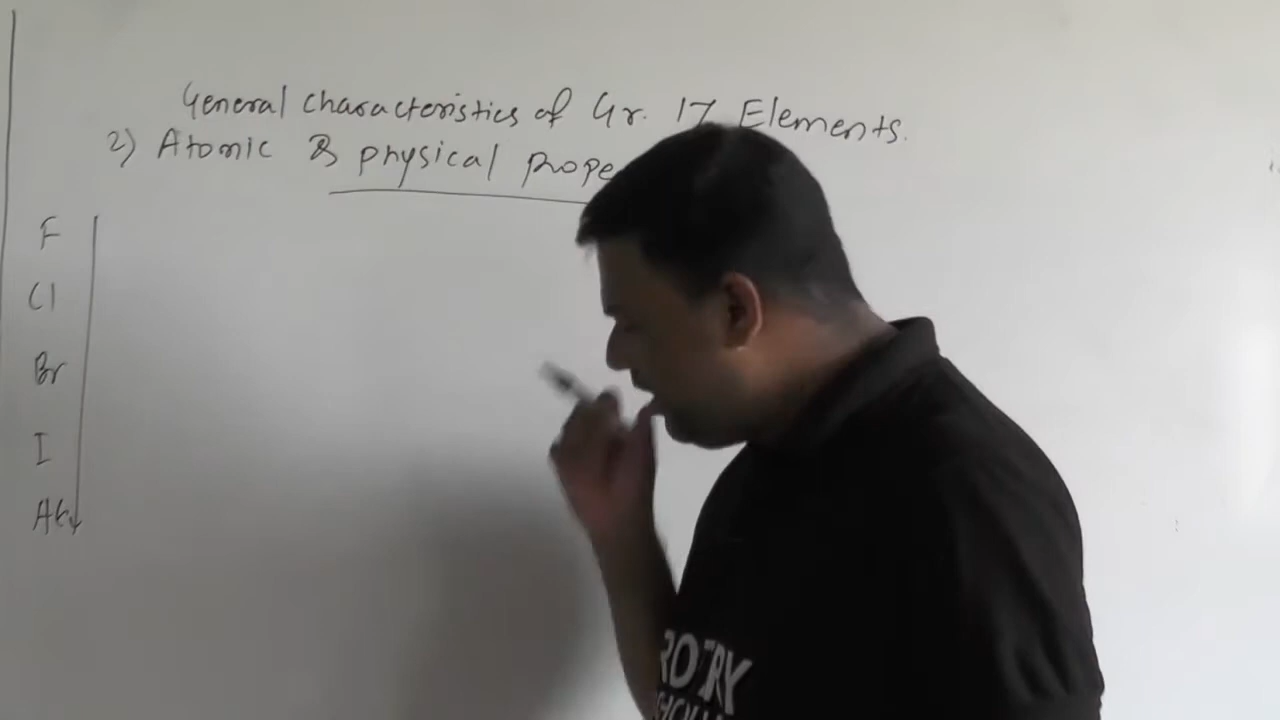 General characteristics of Gr. 17 Elements.
2) Atomic & physical prope
F
Cl
Br
I
At